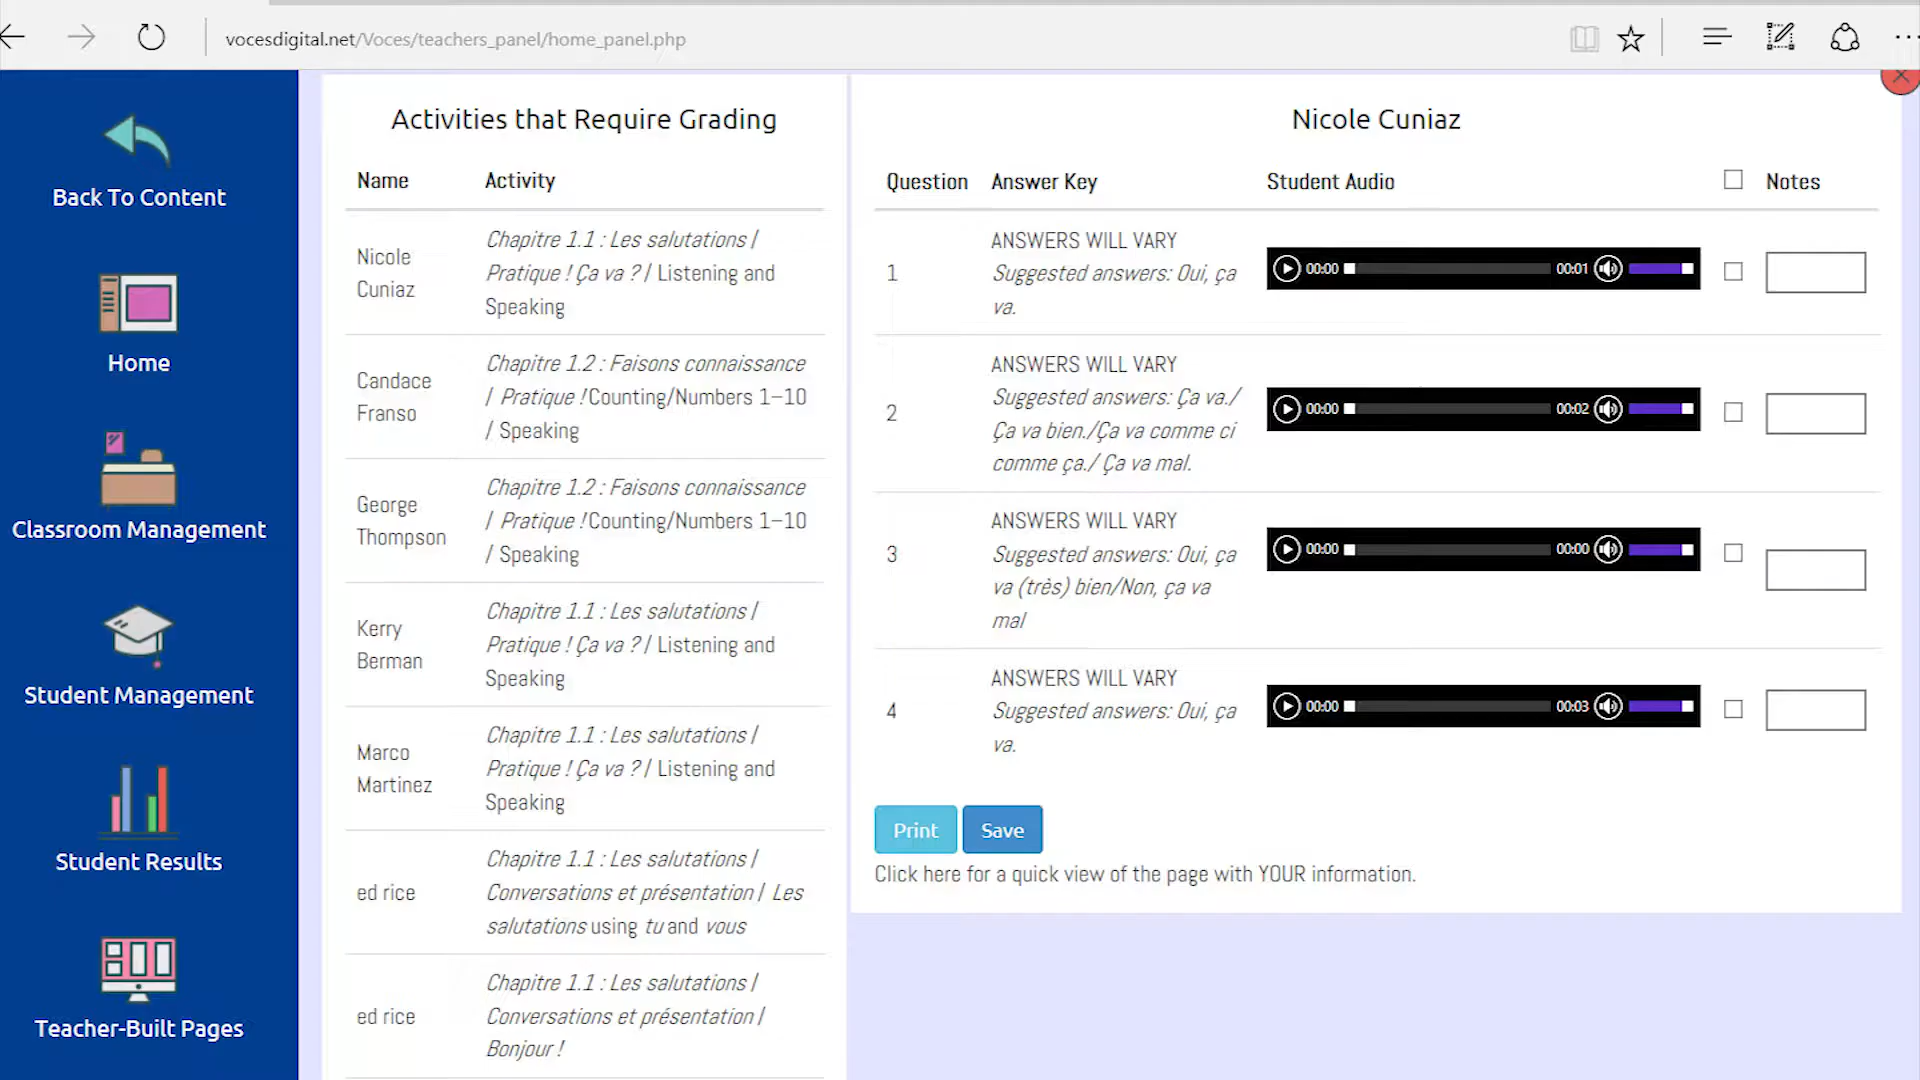 vocesdigital.net/Voces/teachers_panel/home_panel.php
Back To Content
Home
Classroom Management
Student Management
Student Results
Teacher-Built Pages
Activities that Require Grading
Name Activity
Nicole Cuniaz
Chapitre 1.1 : Les salutations |
Pratique ! Ça va ? | Listening and
Speaking
Candace Franso
Chapitre 1.2 : Faisons connaissance
| Pratique !Counting/Numbers 1–10
/ Speaking
George Thompson
Chapitre 1.2 : Faisons connaissance
| Pratique !Counting/Numbers 1–10
/ Speaking
Kerry Berman
Chapitre 1.1 : Les salutations |
Pratique ! Ça va ? | Listening and
Speaking
Marco Martinez
Chapitre 1.1 : Les salutations |
Pratique ! Ça va ? | Listening and
Speaking
ed rice
Chapitre 1.1 : Les salutations |
Conversations et présentation | Les
salutations using tu and vous
ed rice
Chapitre 1.1 : Les salutations |
Conversations et présentation |
Bonjour !
Nicole Cuniaz
Question Answer Key Student Audio Notes
1
ANSWERS WILL VARY
Suggested answers: Oui, ça
va.
00:00 00:01
2
ANSWERS WILL VARY
Suggested answers: Ça va./
Ça va bien./Ça va comme ci
comme ça./ Ça va mal.
00:00 00:02
3
ANSWERS WILL VARY
Suggested answers: Oui, ça
va (très) bien/Non, ça va
mal
00:00 00:00
4
ANSWERS WILL VARY
Suggested answers: Oui, ça
va.
00:00 00:03
Print Save
Click here for a quick view of the page with YOUR information.